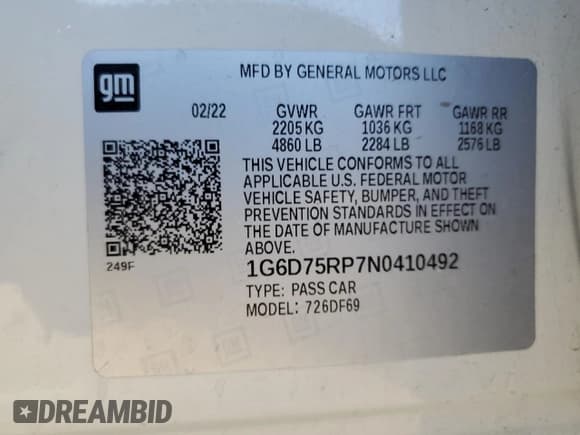 gm
MFD BY GENERAL MOTORS LLC
02/22 GVWR GAWR FRT GAWR RR
2205 KG 1036 KG 1168 KG
4860 LB 2284 LB 2576 LB
THIS VEHICLE CONFORMS TO ALL
APPLICABLE U.S. FEDERAL MOTOR
VEHICLE SAFETY, BUMPER, AND THEFT
PREVENTION STANDARDS IN EFFECT ON
THE DATE OF MANUFACTURE SHOWN
ABOVE.
249F
1G6D75RP7N0410492
TYPE: PASS CAR
MODEL: 726DF69
DREAMBID